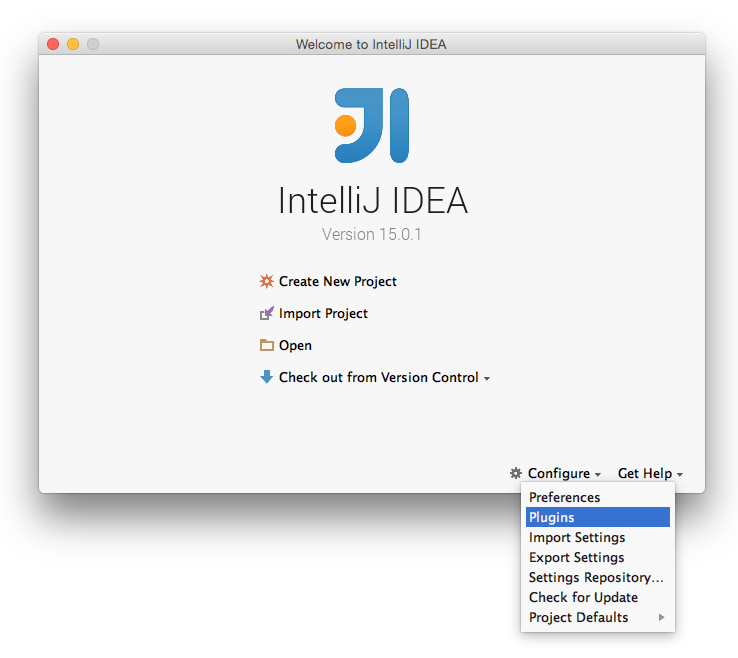 Welcome to IntelliJ IDEA
IntelliJ IDEA
Version 15.0.1
Create New Project
Import Project
Open
Check out from Version Control
Configure Get Help
Preferences
Plugins
Import Settings
Export Settings
Settings Repository...
Check for Update
Project Defaults